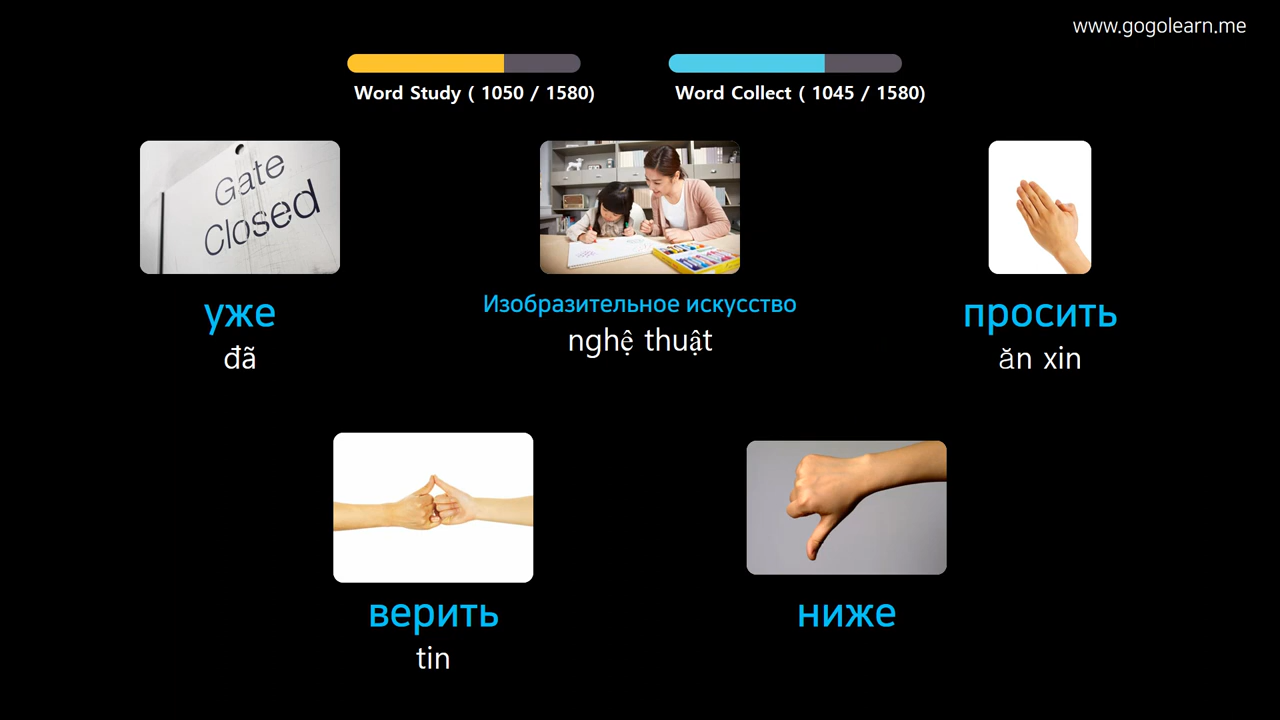 www.gogolearn.me
Word Study ( 1050 / 1580)
Word Collect ( 1045 / 1580)
Gate
Closed
уже
đã
Изобразительное искусство
nghệ thuật
просить
ăn xin
верить
tin
ниже